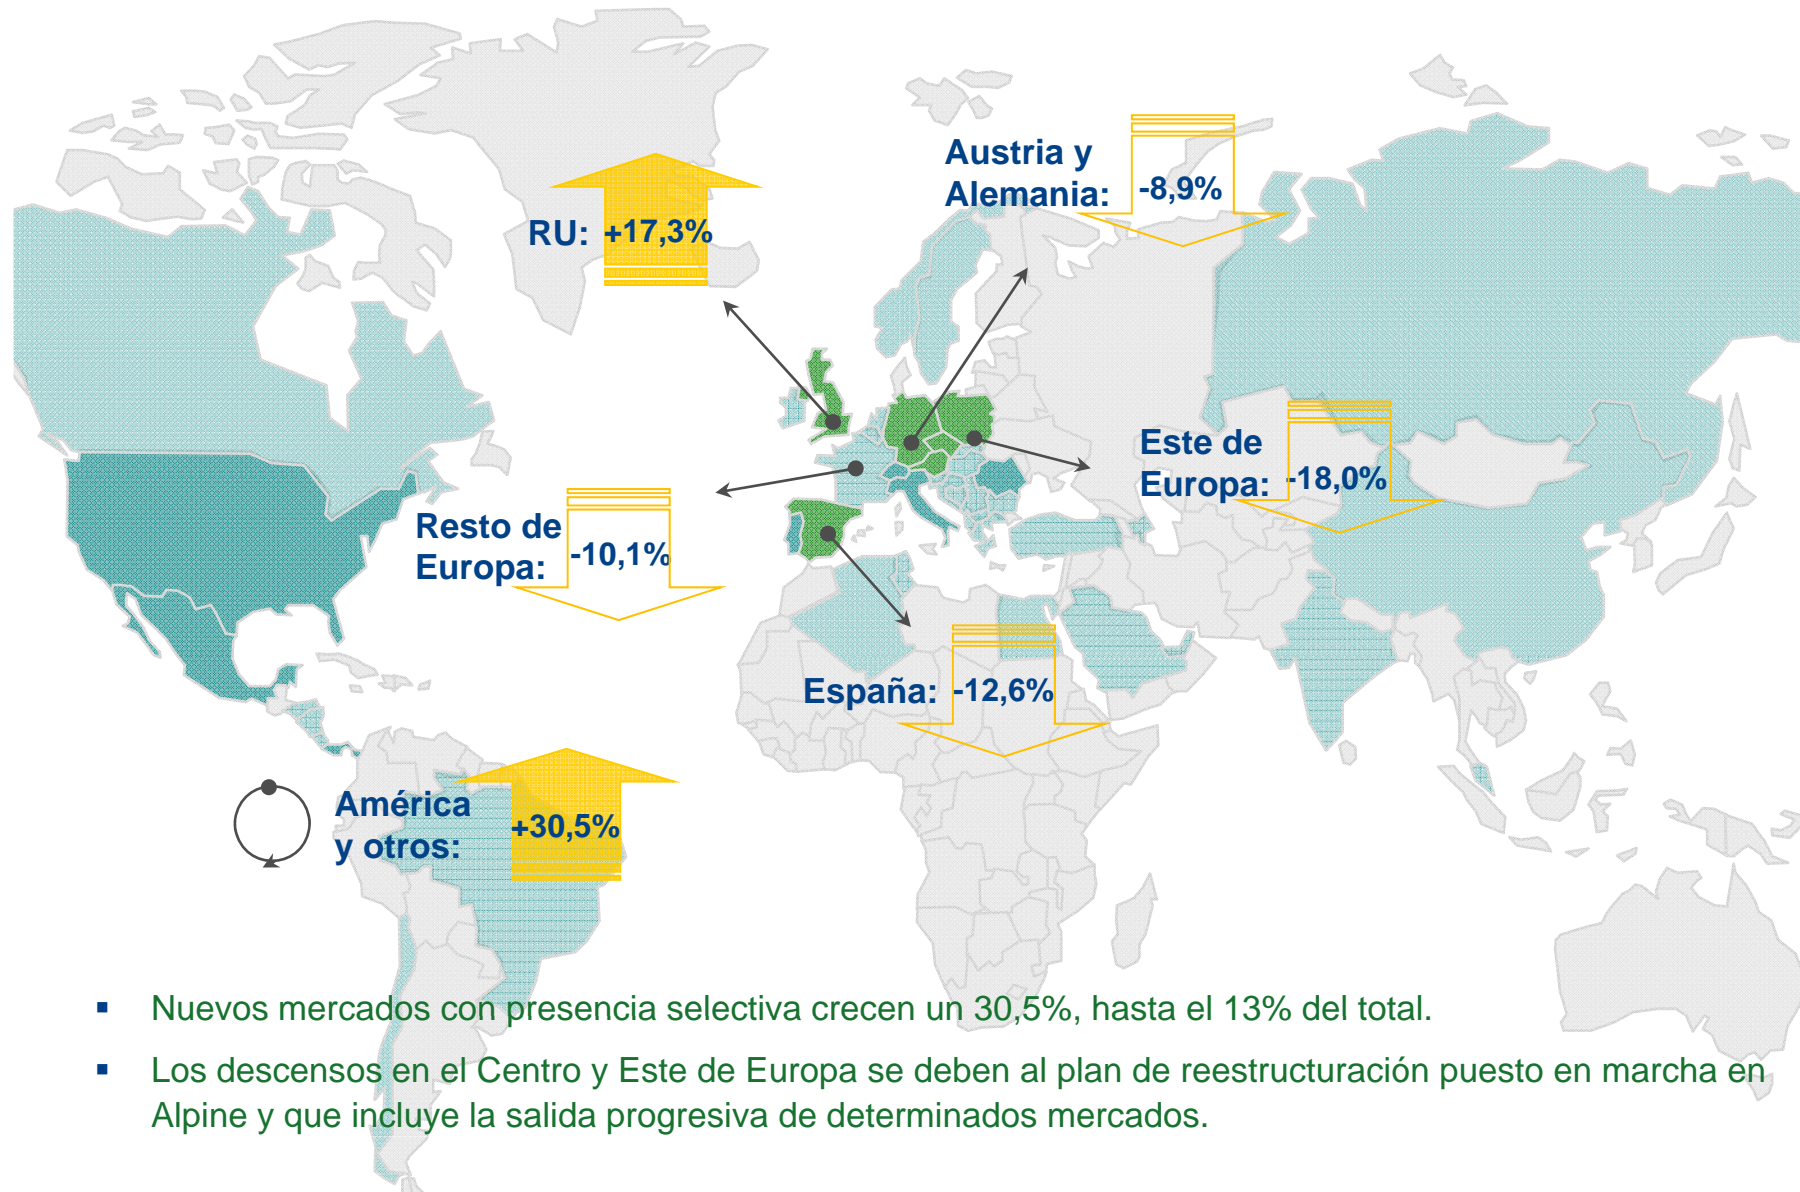 Austria y
Alemania: -8,9%
RU: +17,3%
Este de
Europa: -18,0%
Resto de
Europa: -10,1%
España: -12,6%
América
y otros: +30,5%
▪ Nuevos mercados con presencia selectiva crecen un 30,5%, hasta el 13% del total.
▪ Los descensos en el Centro y Este de Europa se deben al plan de reestructuración puesto en marcha en
Alpine y que incluye la salida progresiva de determinados mercados.